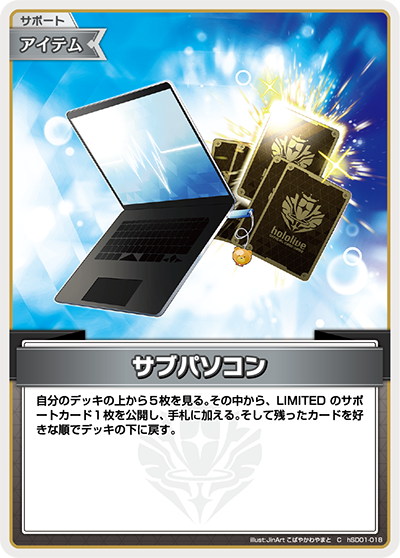 サポート
アイテム
hololive
サブパソコン
自分のデッキの上から５枚を見る。その中から、LIMITED のサポ
ートカード１枚を公開し、手札に加える。そして残ったカードを好
きな順でデッキの下に戻す。
illust:JinArt こばやかわやまと C hSD01-018